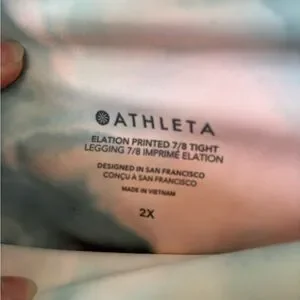 ATHLETA
ELATION PRINTED 7/8 TIGHT
LEGGING 7/8 IMPRIMÉ ELATION
DESIGNED IN SAN FRANCISCO
CONÇU À SAN FRANCISCO
MADE IN VIETNAM
2X